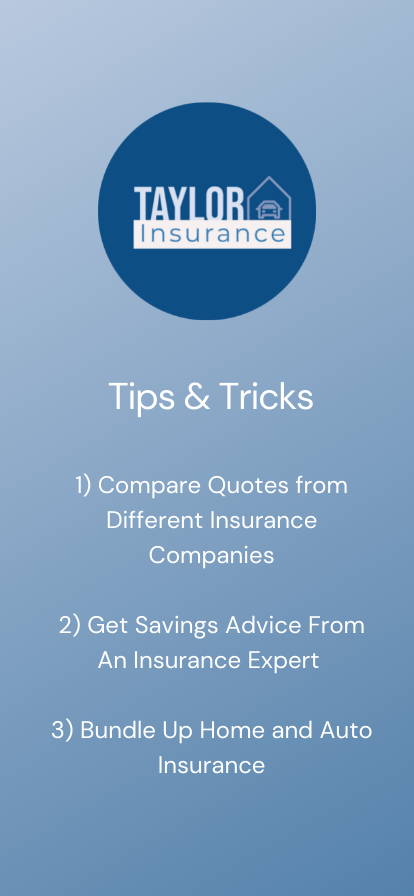 TAYLOR
Insurance
Tips & Tricks
1) Compare Quotes from
Different Insurance
Companies
2) Get Savings Advice From
An Insurance Expert
3) Bundle Up Home and Auto
Insurance